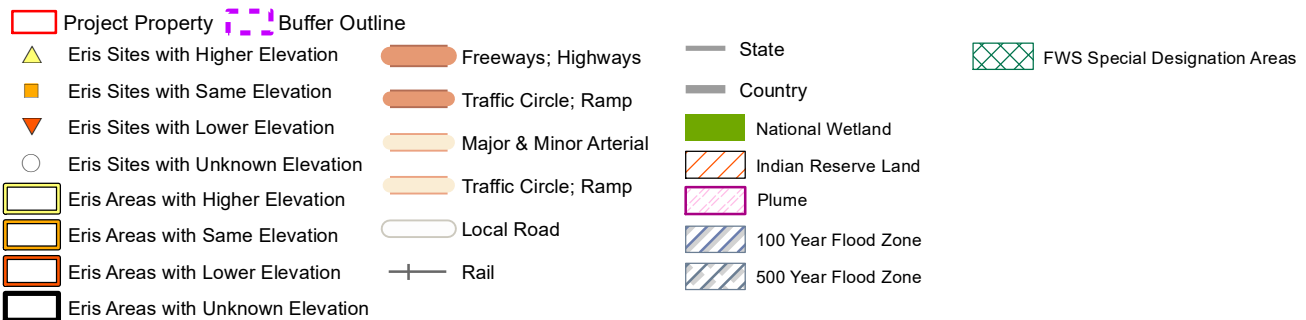 Project Property
Buffer Outline
Eris Sites with Higher Elevation
Eris Sites with Same Elevation
Eris Sites with Lower Elevation
Eris Sites with Unknown Elevation
Eris Areas with Higher Elevation
Eris Areas with Same Elevation
Eris Areas with Lower Elevation
Eris Areas with Unknown Elevation
Freeways; Highways
Traffic Circle; Ramp
Major & Minor Arterial
Traffic Circle; Ramp
Local Road
Rail
State
Country
National Wetland
Indian Reserve Land
Plume
100 Year Flood Zone
500 Year Flood Zone
FWS Special Designation Areas